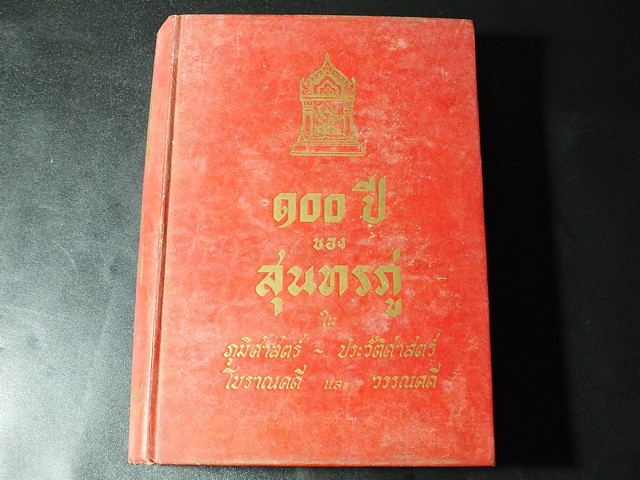 ๑๐๐ ปี
ของ
สุนทรภู่
ใน
ภูมิศาสตร์ - ประวัติศาสตร์
โบราณคดี และ วรรณคดี